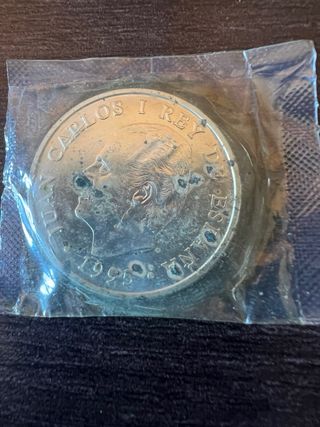 JUAN CARLOS I REY DE ESPAÑA